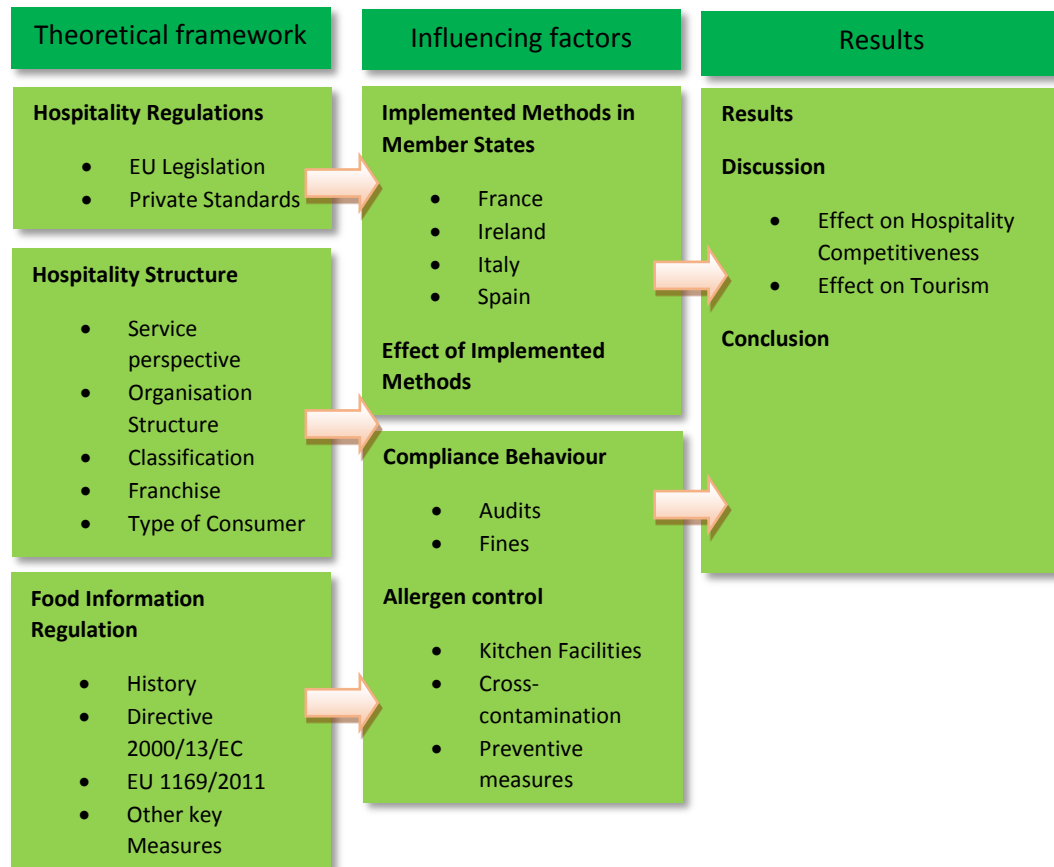 Theoretical framework
Hospitality Regulations
• EU Legislation
• Private Standards
Hospitality Structure
• Service
perspective
• Organisation
Structure
• Classification
• Franchise
• Type of Consumer
Food Information
Regulation
• History
• Directive
2000/13/EC
• EU 1169/2011
• Other key
Measures
Influencing factors
Implemented Methods in
Member States
• France
• Ireland
• Italy
• Spain
Effect of Implemented
Methods
Compliance Behaviour
• Audits
• Fines
Allergen control
• Kitchen Facilities
• Cross-
contamination
• Preventive
measures
Results
Results
Discussion
• Effect on Hospitality
Competitiveness
• Effect on Tourism
Conclusion